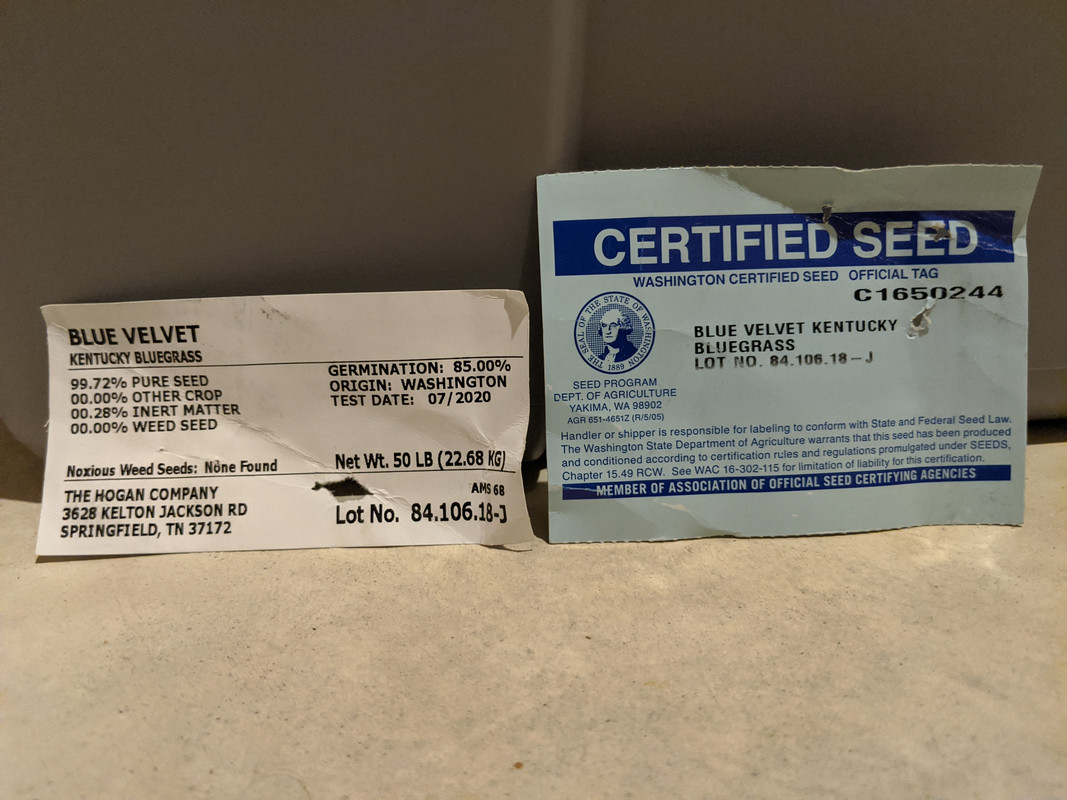 BLUE VELVET
KENTUCKY BLUEGRASS
99.72% PURE SEED
00.00% OTHER CROP
00.28% INERT MATTER
00.00% WEED SEED
GERMINATION: 85.00%
ORIGIN: WASHINGTON
TEST DATE: 07/2020
Noxious Weed Seeds: None Found
Net Wt. 50 LB (22.68 KG)
THE HOGAN COMPANY
3628 KELTON JACKSON RD
SPRINGFIELD, TN 37172
AMS 68
Lot No. 84.106.18-J
CERTIFIED SEED
WASHINGTON CERTIFIED SEED OFFICIAL TAG
C1650244
THE SEAL OF THE STATE OF WASHINGTON
1889
BLUE VELVET KENTUCKY
BLUEGRASS
LOT NO. 84.106.18-J
SEED PROGRAM
DEPT. OF AGRICULTURE
YAKIMA, WA 98902
AGR 651-4651Z (R/5/05)
Handler or shipper is responsible for labeling to conform with State and Federal Seed Law.
The Washington State Department of Agriculture warrants that this seed has been produced
and conditioned according to certification rules and regulations promulgated under SEEDS,
Chapter 15.49 RCW. See WAC 16-302-115 for limitation of liability for this certification.
MEMBER OF ASSOCIATION OF OFFICIAL SEED CERTIFYING AGENCIES